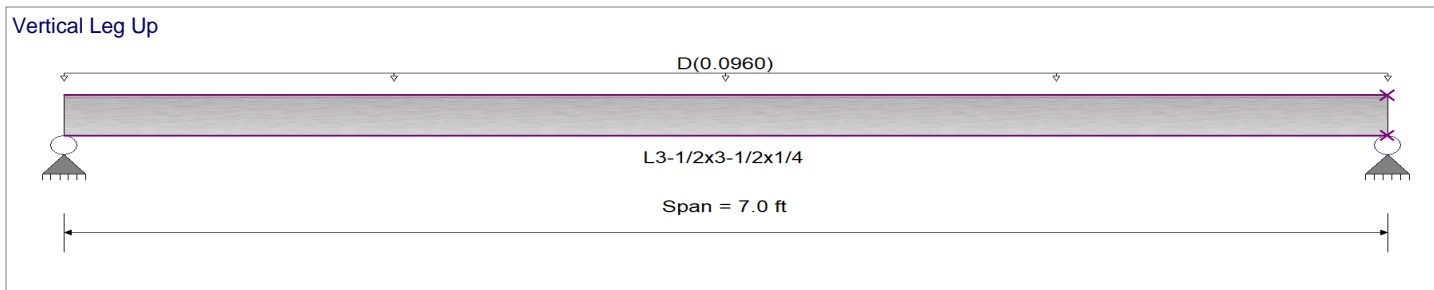 Vertical Leg Up
D(0.0960)
L3-1/2x3-1/2x1/4
Span = 7.0 ft